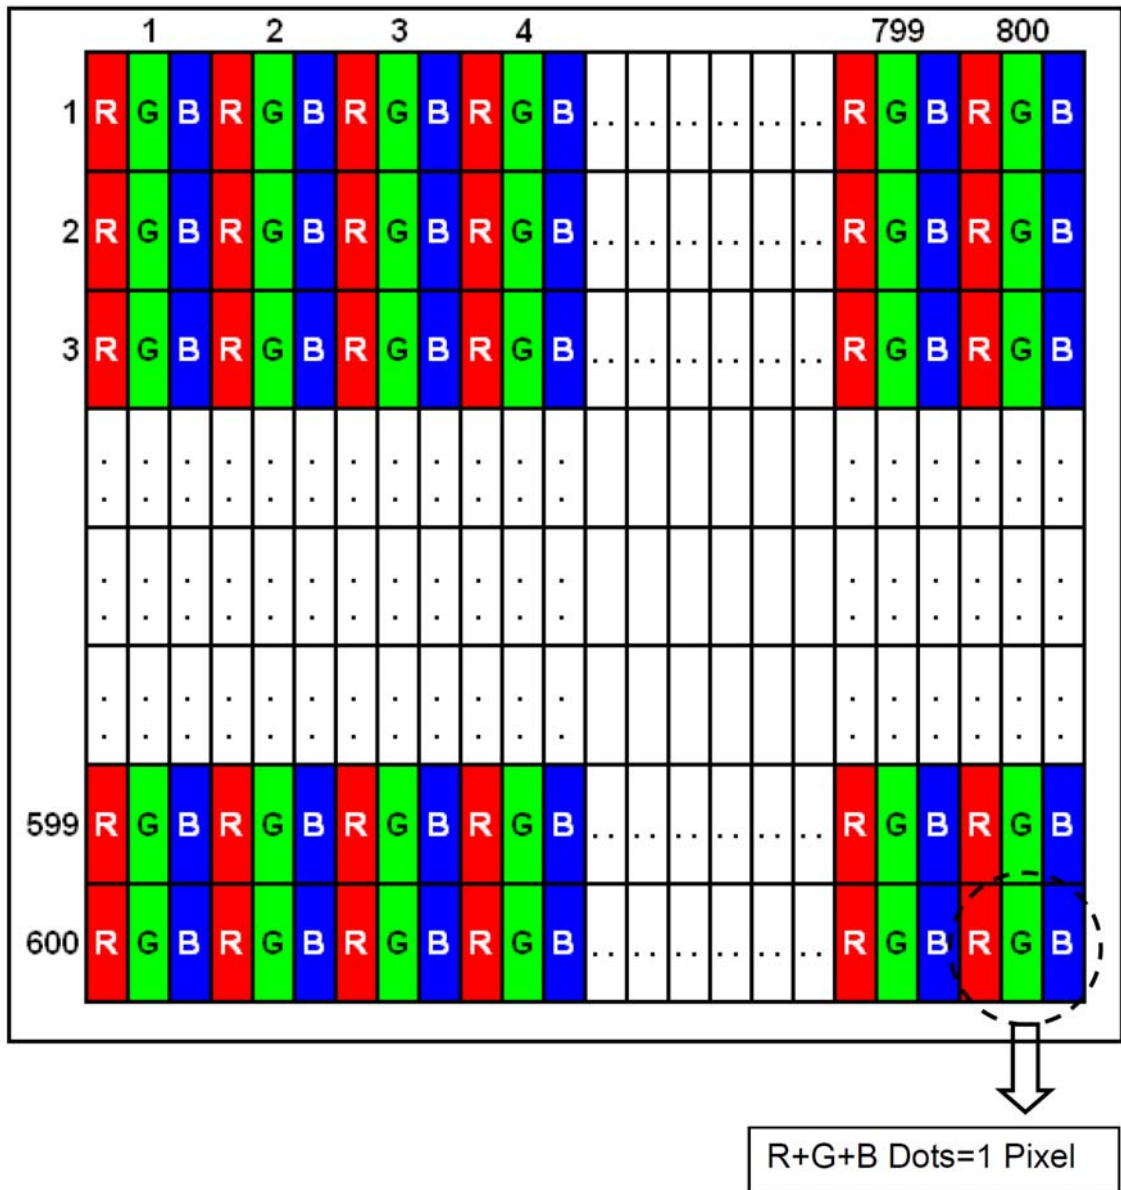 1 2 3 4 799 800
1 R G B R G B R G B R G B . . . . . . . . . . . . R G B R G B
2 R G B R G B R G B R G B . . . . . . . . . . . . R G B R G B
3 R G B R G B R G B R G B . . . . . . . . . . . . R G B R G B
. . . . . . . . . . . . . . . . . .
. . . . . . . . . . . . . . . . . .
. . . . . . . . . . . . . . . . . .
. . . . . . . . . . . . . . . . . .
. . . . . . . . . . . . . . . . . .
. . . . . . . . . . . . . . . . . .
599 R G B R G B R G B R G B . . . . . . . . . . . . R G B R G B
600 R G B R G B R G B R G B . . . . . . . . . . . . R G B R G B
R+G+B Dots=1 Pixel